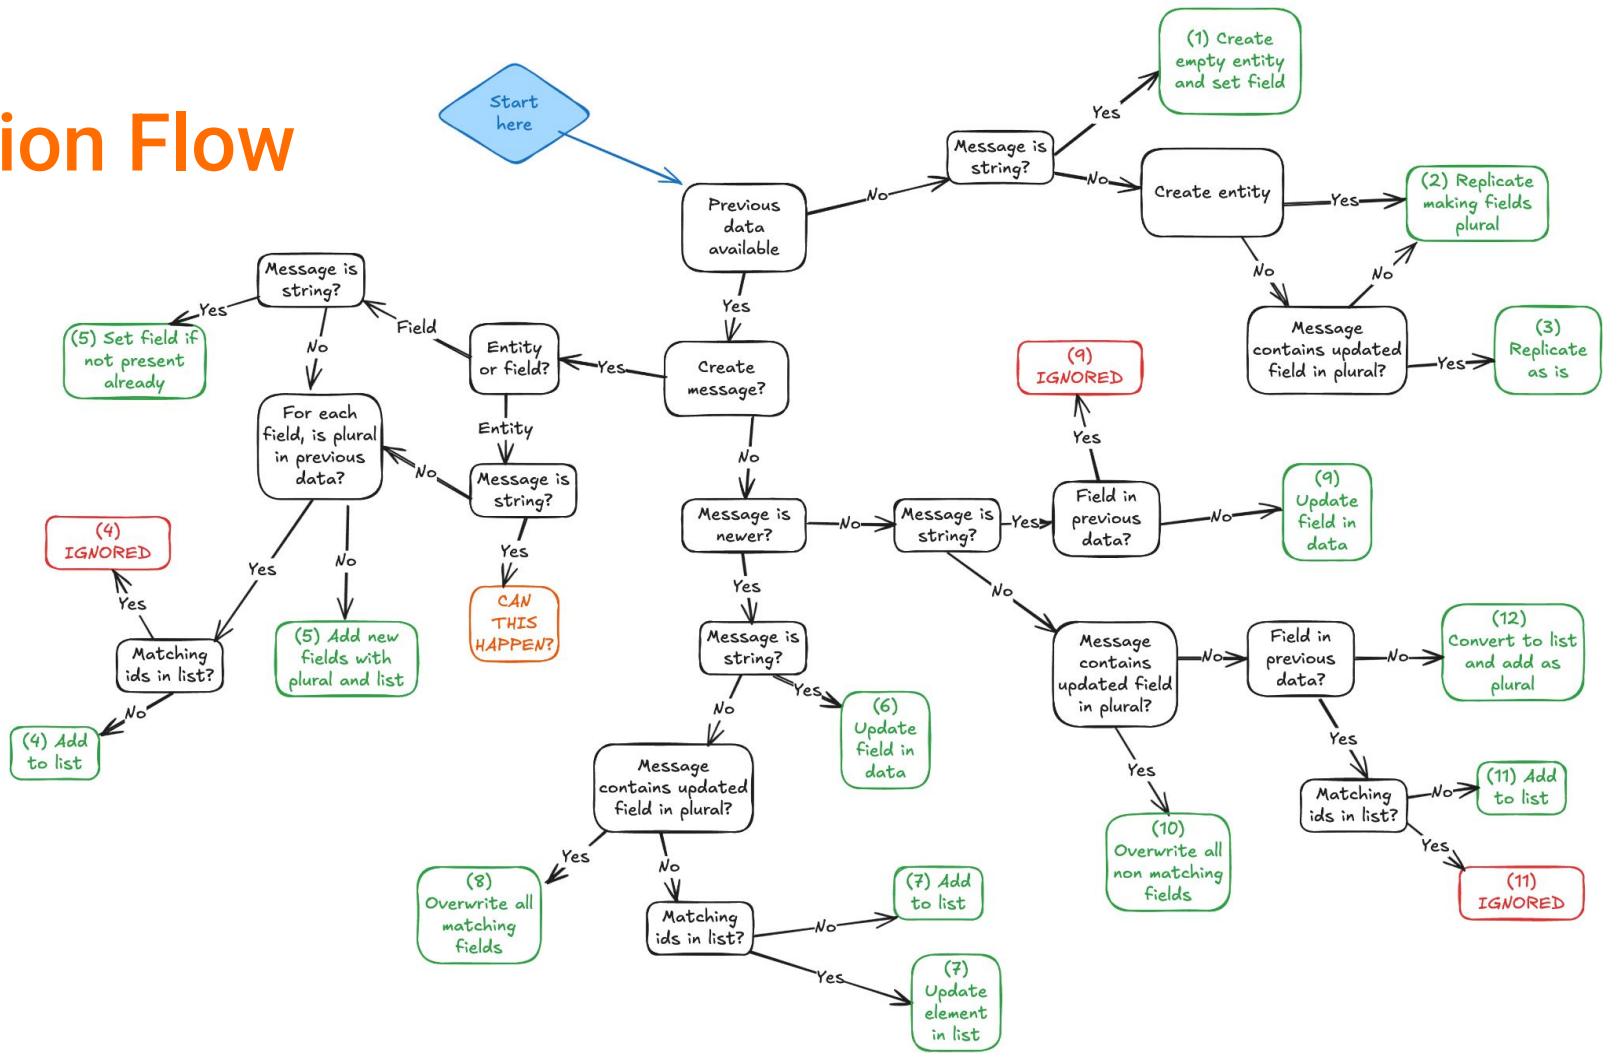 ion Flow
Start
here
(1) Create
empty entity
and set field
Yes
Message is
string?
No
No
Create entity
Yes
(2) Replicate
making fields
plural
Previous
data
available
No
No
Message
contains updated
field in plural?
Yes
(3)
Replicate
as is
Yes
Create
message?
Yes
Entity
or field?
Field
Message is
string?
Yes
(5) Set field if
not present
already
No
For each
field, is plural
in previous
data?
Entity
Message is
string?
No
Yes
CAN
THIS
HAPPEN?
Yes
No
(4)
IGNORED
Yes
Matching
ids in list?
No
(4) Add
to list
(5) Add new
fields with
plural and list
No
Message is
newer?
No
Message is
string?
Yes
Field in
previous
data?
Yes
(9)
IGNORED
No
(9)
Update
field in
data
No
Message
contains
updated field
in plural?
No
Field in
previous
data?
No
(12)
Convert to list
and add as
plural
Yes
Matching
ids in list?
No
(11) Add
to list
Yes
(11)
IGNORED
Yes
(10)
Overwrite all
non matching
fields
Yes
Message is
string?
Yes
(6)
Update
field in
data
No
Message
contains updated
field in plural?
Yes
(8)
Overwrite all
matching
fields
No
Matching
ids in list?
No
(7) Add
to list
Yes
(7)
Update
element
in list